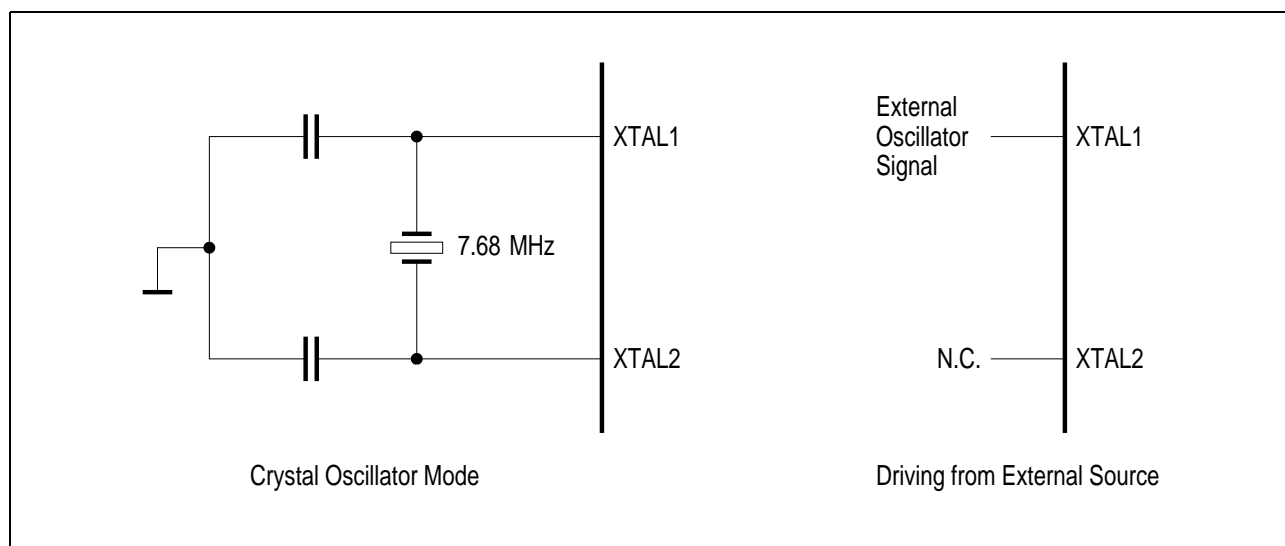 XTAL1
7.68 MHz
XTAL2
Crystal Oscillator Mode
External
Oscillator
Signal
XTAL1
N.C.
XTAL2
Driving from External Source